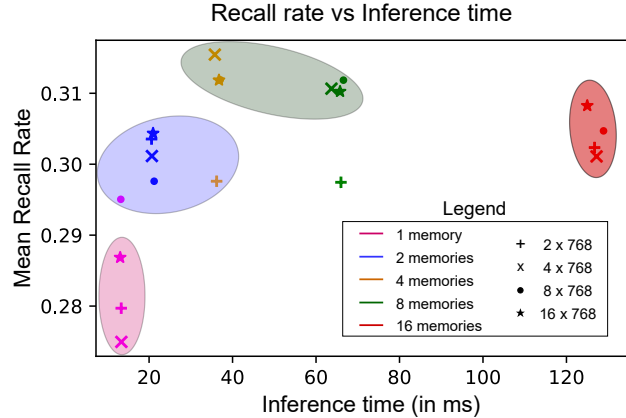 Recall rate vs Inference time
Mean Recall Rate
0.31
0.30
0.29
0.28
20
40
60
80
100
120
Inference time (in ms)
Legend
1 memory
2 memories
4 memories
8 memories
16 memories
2 x 768
4 x 768
8 x 768
16 x 768